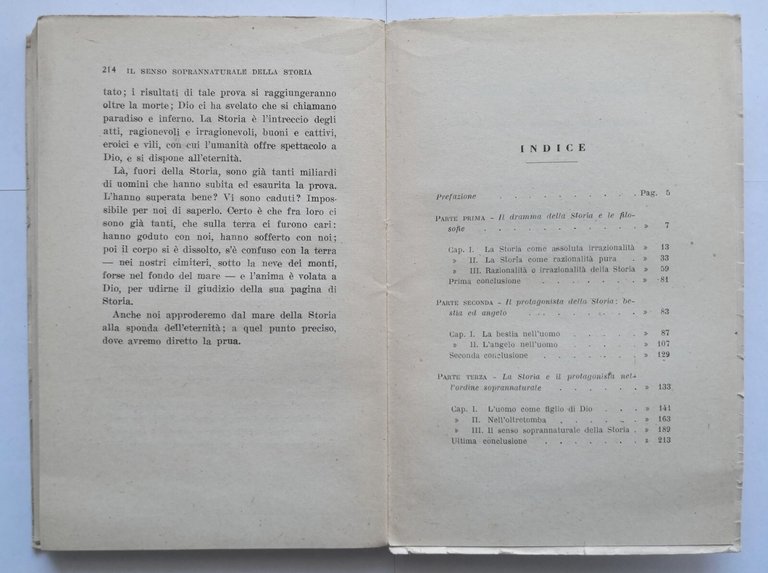 214 IL SENSO SOPRANNATURALE DELLA STORIA
tato; i risultati di tale prova si raggiungeranno
oltre la morte; Dio ci ha svelato che si chiamano
paradiso e inferno. La Storia è l'intreccio degli
atti, ragionevoli e irragionevoli, buoni e cattivi,
eroici e vili, con cui l'umanità offre spettacolo a
Dio, e si dispone all'eternità.
Là, fuori della Storia, sono già tanti miliardi
di uomini che hanno subita ed esaurita la prova.
L'hanno superata bene? Vi sono caduti? Impos-
sibile per noi di saperlo. Certo è che fra loro ci
sono già tanti, che sulla terra ci furono cari:
hanno goduto con noi, hanno sofferto con noi;
poi il corpo si è dissolto, s'è confuso con la terra
— nei nostri cimiteri, sotto la neve dei monti,
forse nel fondo del mare — e l'anima è volata a
Dio, per udirne il giudizio della sua pagina di
Storia.
Anche noi approderemo dal mare della Storia
alla sponda dell'eternità; a quel punto preciso,
dove avremo diretto la prua.
INDICE
Prefazione . . . . . . . . . . Pag. 5
PARTE PRIMA - Il dramma della Storia e le filo-
sofie . . . . . . . . . . » 7
Cap. I. La Storia come assoluta irrazionalità » 13
» II. La Storia come razionalità pura . » 33
» III. Razionalità e irrazionalità della Storia » 59
Prima conclusione . . . . . . . » 81
PARTE SECONDA - Il protagonista della Storia: be-
stia ed angelo . . . . . . . . » 83
Cap. I. La bestia nell'uomo . . . . » 87
» II. L'angelo nell'uomo . . . . » 107
Seconda conclusione . . . . . . » 129
PARTE TERZA - La Storia e il protagonista nel-
l'ordine soprannaturale . . . . . » 133
Cap. I. L'uomo come figlio di Dio . . . » 141
» II. Nell'oltretomba . . . . . » 163
» III. Il senso soprannaturale della Storia . » 189
Ultima conclusione . . . . . . » 213